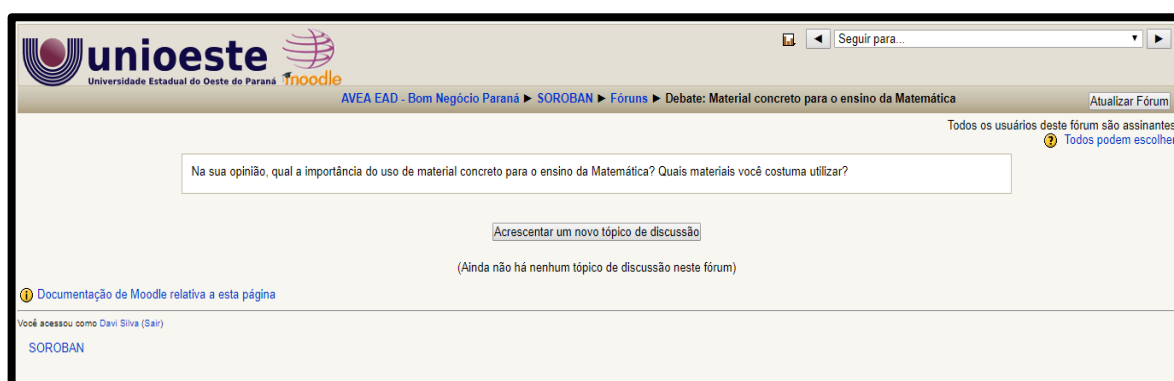 unioeste
Universidade Estadual do Oeste do Paraná
moodle
Seguir para...
AVEA EAD - Bom Negócio Paraná ► SOROBAN ► Fóruns ► Debate: Material concreto para o ensino da Matemática
Atualizar Fórum
Todos os usuários deste fórum são assinantes
Todos podem escolher
Na sua opinião, qual a importância do uso de material concreto para o ensino da Matemática? Quais materiais você costuma utilizar?
Acrescentar um novo tópico de discussão
(Ainda não há nenhum tópico de discussão neste fórum)
Documentação de Moodle relativa a esta página
Você acessou como Davi Silva (Sair)
SOROBAN